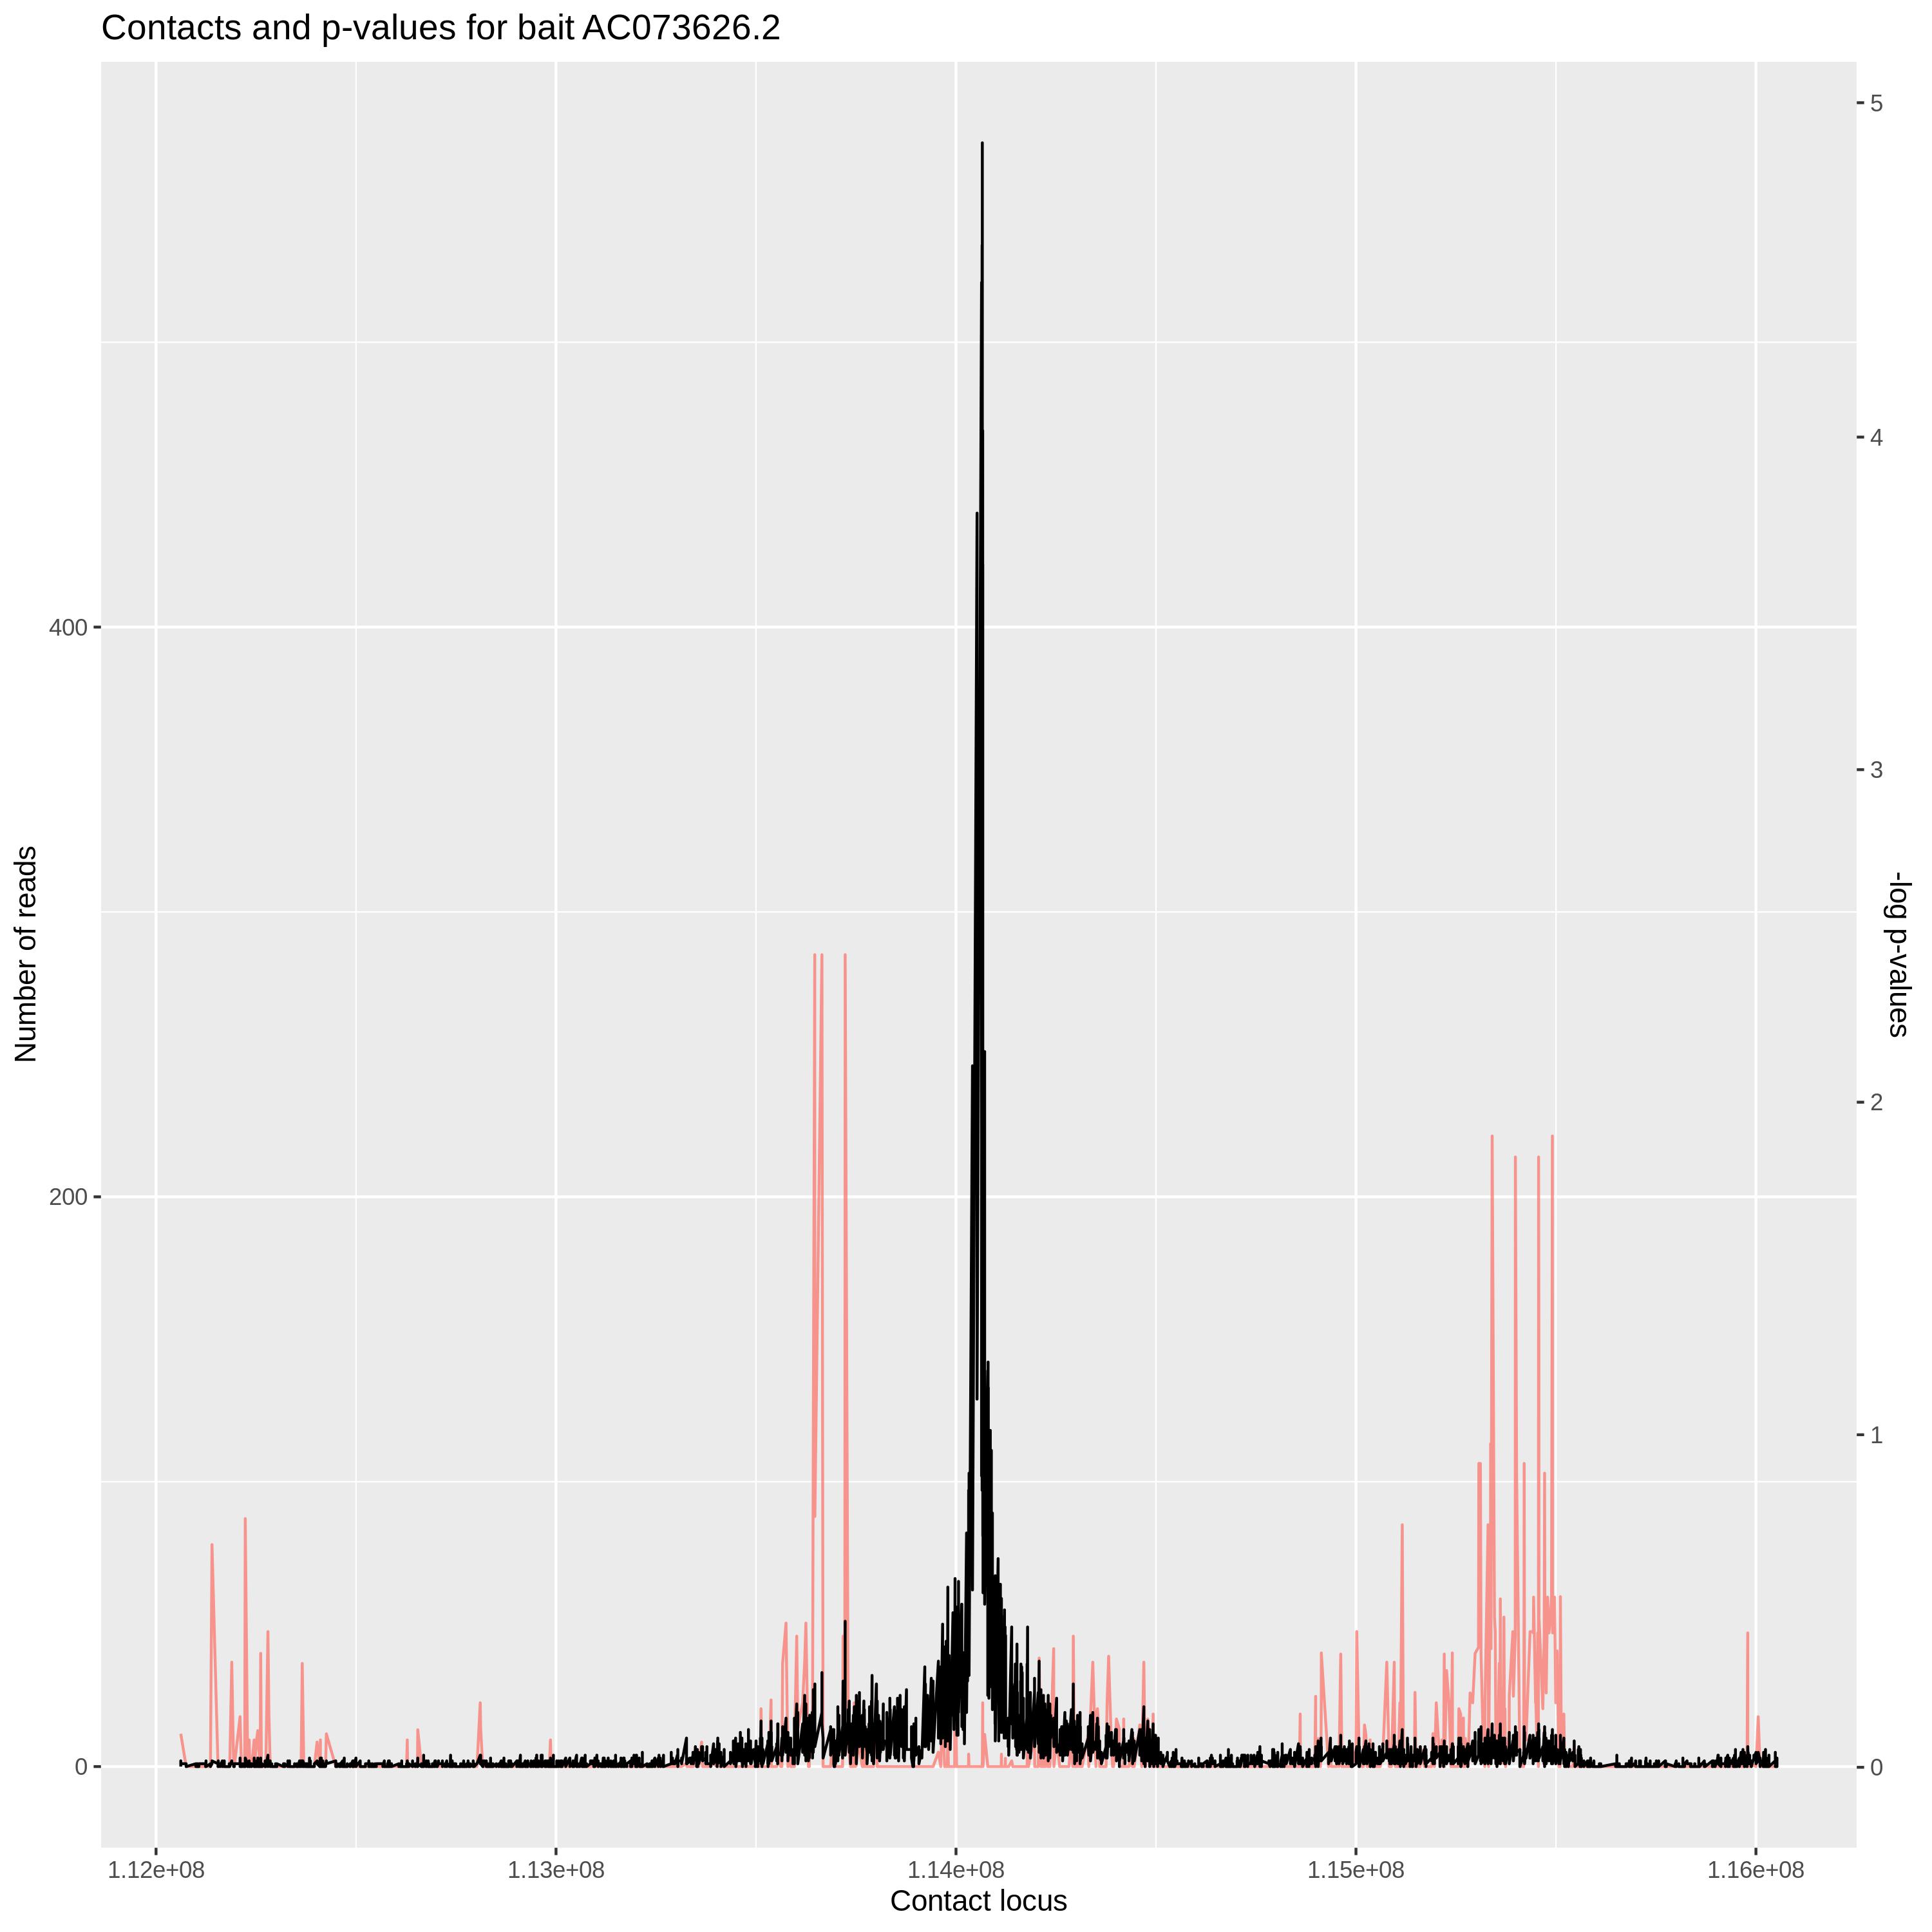 Contacts and p-values for bait AC073626.2
5
4
400
3
Number of reads
-log p-values
2
200
1
0
0
1.12e+08
1.13e+08
1.14e+08
1.15e+08
1.16e+08
Contact locus